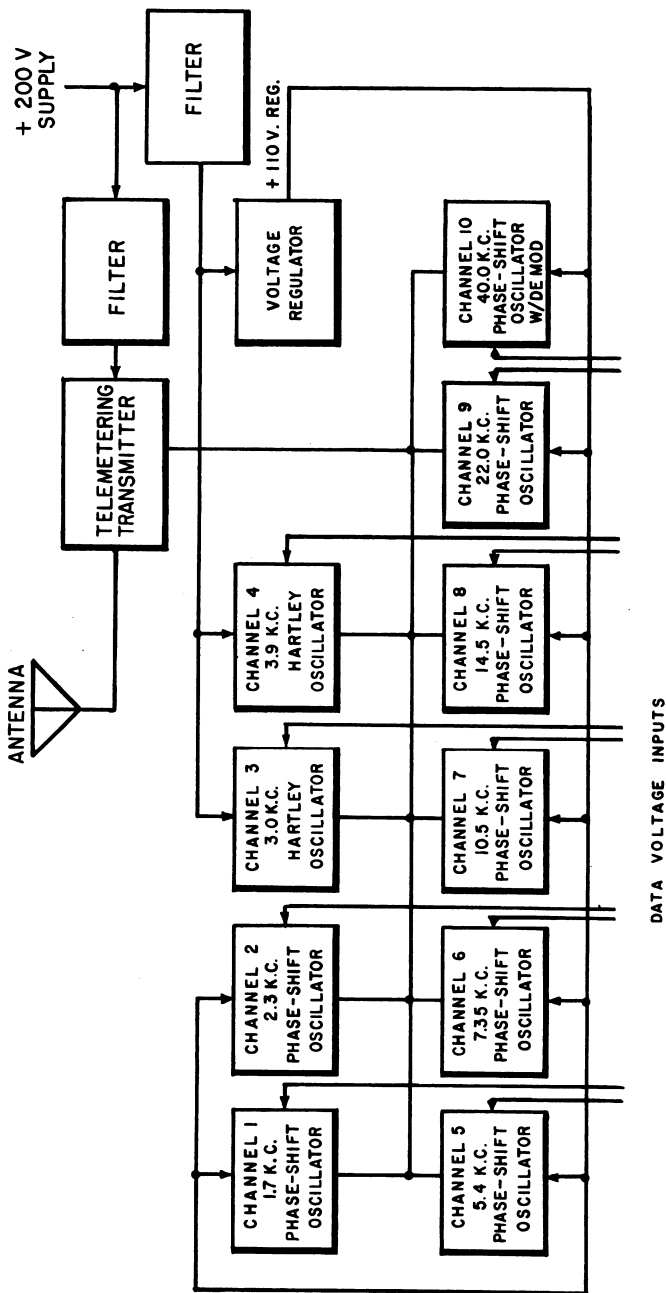 + 200 V
SUPPLY
FILTER
FILTER
TELEMETERING
TRANSMITTER
ANTENNA
+ 110 V. REG.
VOLTAGE
REGULATOR
CHANNEL 1
1.7 K.C.
PHASE-SHIFT
OSCILLATOR
CHANNEL 2
2.3 K.C.
PHASE-SHIFT
OSCILLATOR
CHANNEL 3
3.0 K.C.
HARTLEY
OSCILLATOR
CHANNEL 4
3.9 K.C.
HARTLEY
OSCILLATOR
CHANNEL 5
5.4 K.C.
PHASE-SHIFT
OSCILLATOR
CHANNEL 6
7.35 K.C.
PHASE-SHIFT
OSCILLATOR
CHANNEL 7
10.5 K.C.
PHASE-SHIFT
OSCILLATOR
CHANNEL 8
14.5 K.C.
PHASE-SHIFT
OSCILLATOR
CHANNEL 9
22.0 K.C.
PHASE-SHIFT
OSCILLATOR
CHANNEL 10
40.0 K.C.
PHASE-SHIFT
OSCILLATOR
W/DEMOD
DATA VOLTAGE INPUTS